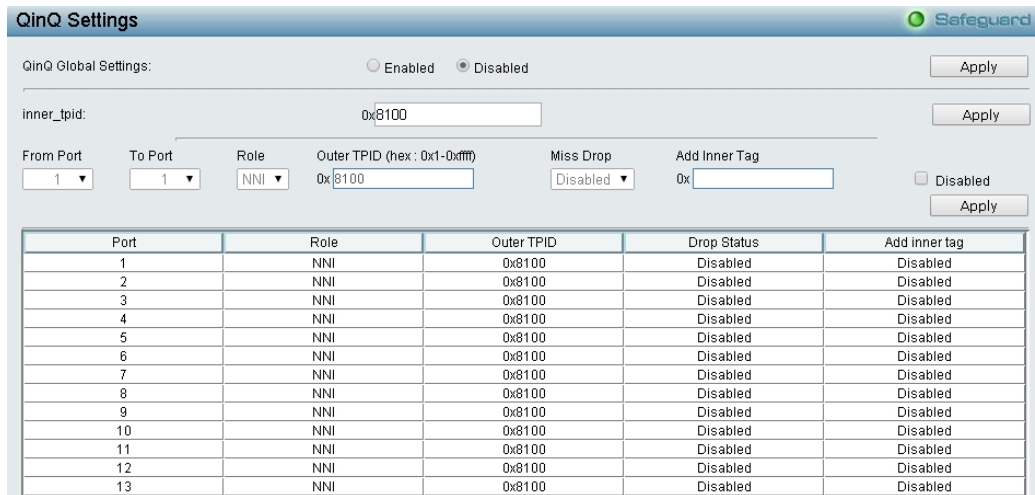 QinQ Settings Safeguard
QinQ Global Settings: Enabled Disabled Apply
inner_tpid: 0x8100 Apply
From Port To Port Role Outer TPID (hex : 0x1-0xffff) Miss Drop Add Inner Tag
1 1 NNI 0x 8100 Disabled 0x Disabled
Apply
Port Role Outer TPID Drop Status Add inner tag
1 NNI 0x8100 Disabled Disabled
2 NNI 0x8100 Disabled Disabled
3 NNI 0x8100 Disabled Disabled
4 NNI 0x8100 Disabled Disabled
5 NNI 0x8100 Disabled Disabled
6 NNI 0x8100 Disabled Disabled
7 NNI 0x8100 Disabled Disabled
8 NNI 0x8100 Disabled Disabled
9 NNI 0x8100 Disabled Disabled
10 NNI 0x8100 Disabled Disabled
11 NNI 0x8100 Disabled Disabled
12 NNI 0x8100 Disabled Disabled
13 NNI 0x8100 Disabled Disabled